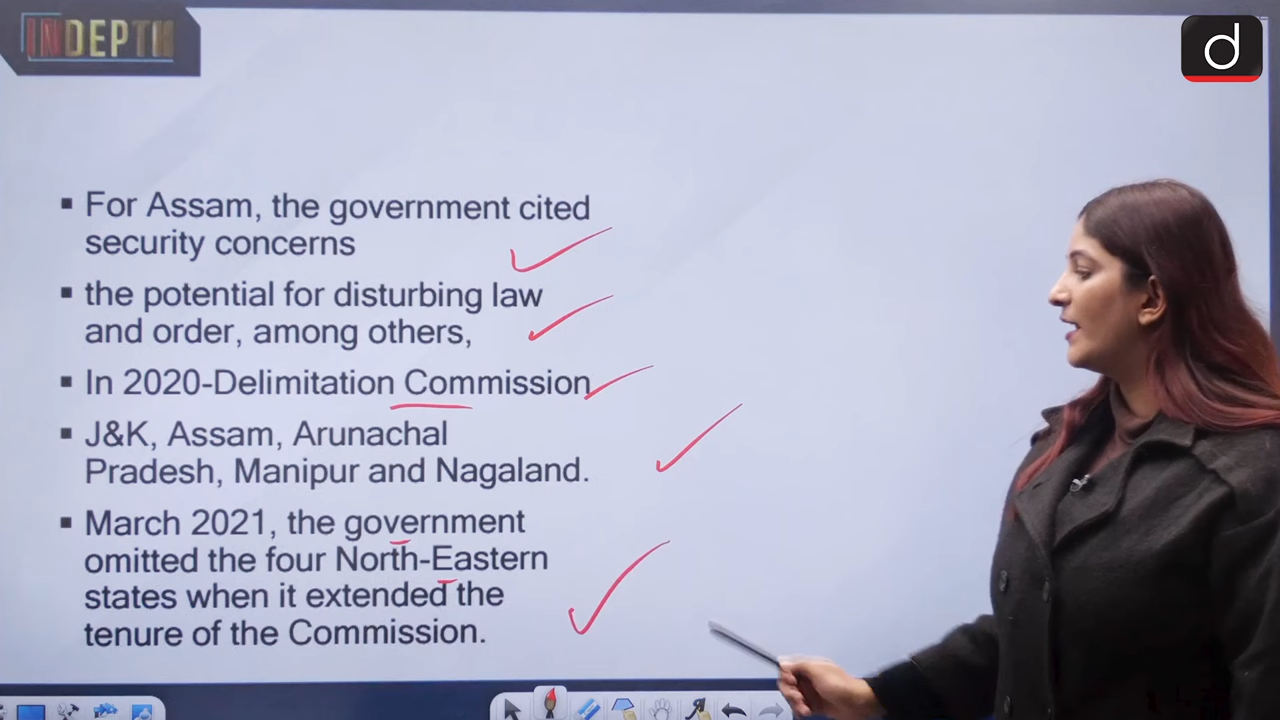 INDEPTH
d
▪ For Assam, the government cited
security concerns
▪ the potential for disturbing law
and order, among others,
▪ In 2020-Delimitation Commission
▪ J&K, Assam, Arunachal
Pradesh, Manipur and Nagaland.
▪ March 2021, the government
omitted the four North-Eastern
states when it extended the
tenure of the Commission.